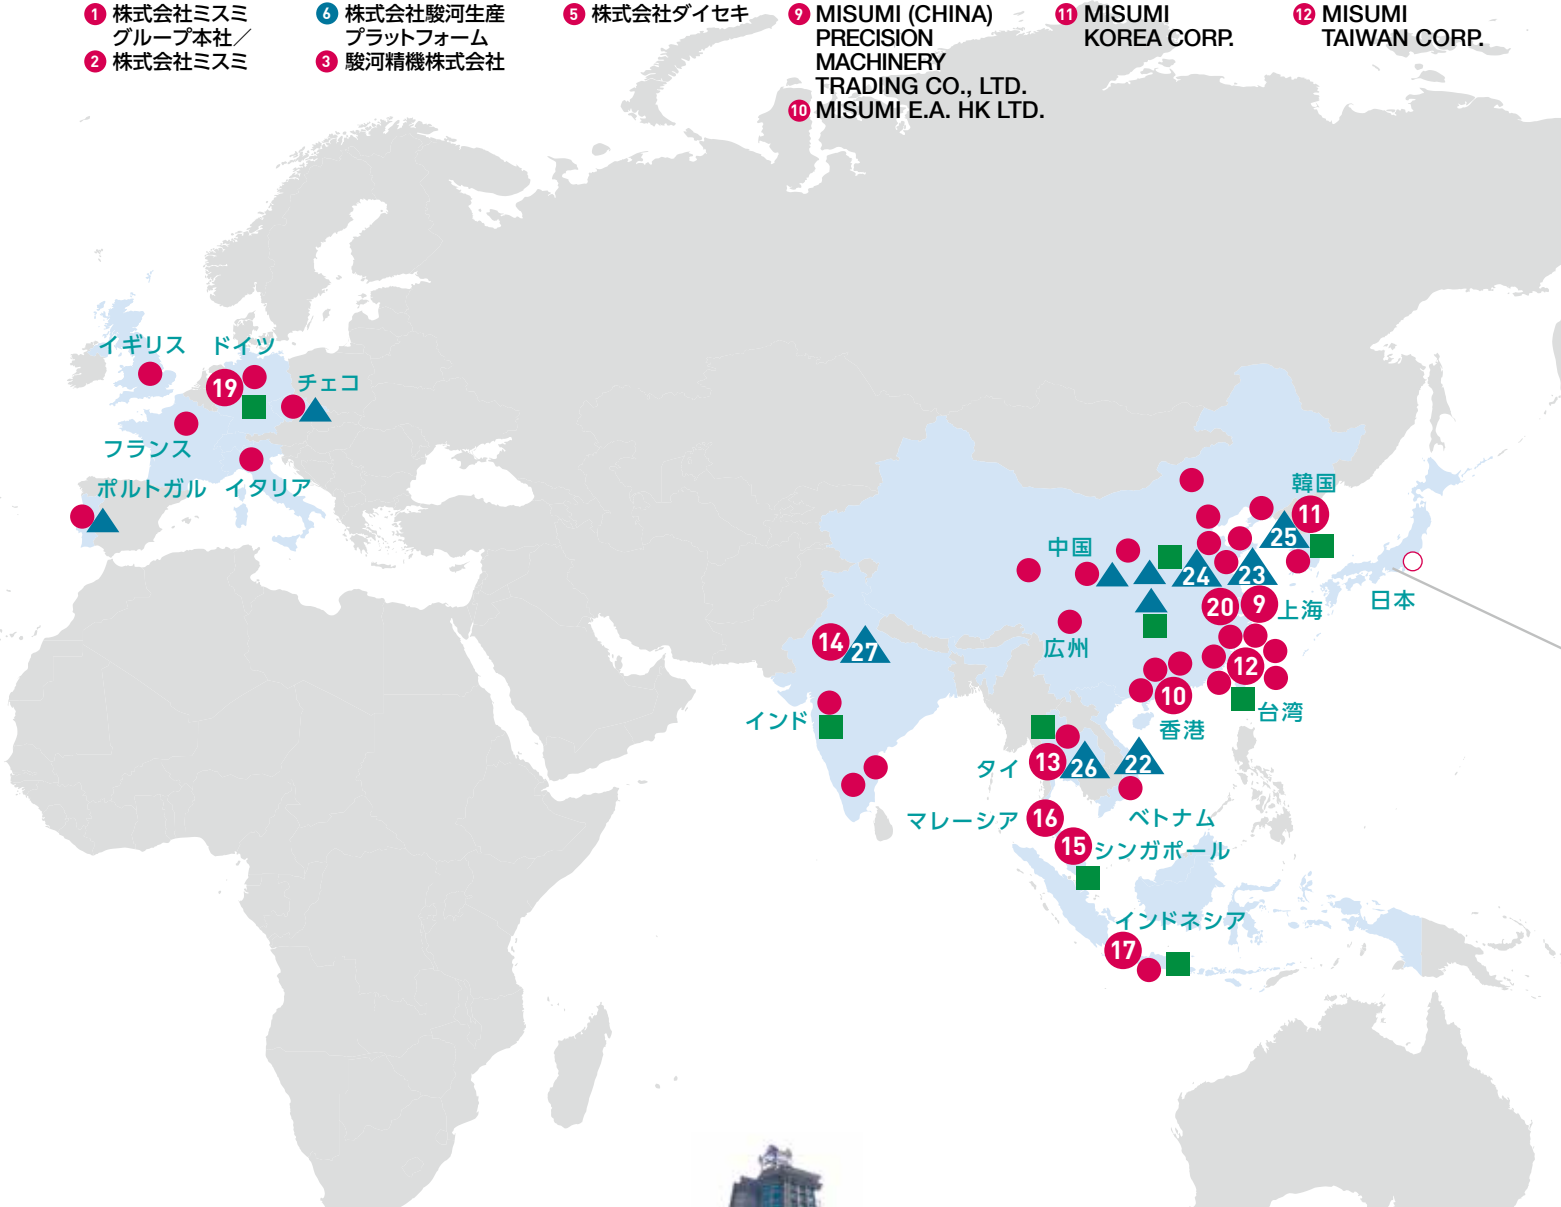 1 株式会社ミスミ
グループ本社／
2 株式会社ミスミ
6 株式会社駿河生産
プラットフォーム
3 駿河精機株式会社
5 株式会社ダイセキ
9 MISUMI (CHINA)
PRECISION
MACHINERY
TRADING CO., LTD.
10 MISUMI E.A. HK LTD.
11 MISUMI
KOREA CORP.
12 MISUMI
TAIWAN CORP.
イギリス
ドイツ
19
チェコ
フランス
ポルトガル
イタリア
韓国
11
25
中国
24
23
20
9
上海
日本
広州
14
27
12
10
台湾
香港
インド
タイ
13
26
22
マレーシア
16
ベトナム
15
シンガポール
インドネシア
17